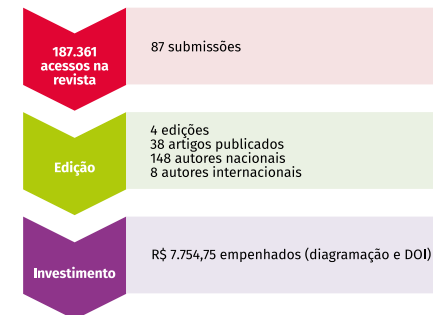 187.361
acessos na
revista
87 submissões
Edição
4 edições
38 artigos publicados
148 autores nacionais
8 autores internacionais
Investimento
R$ 7.754,75 empenhados (diagramação e DOI)